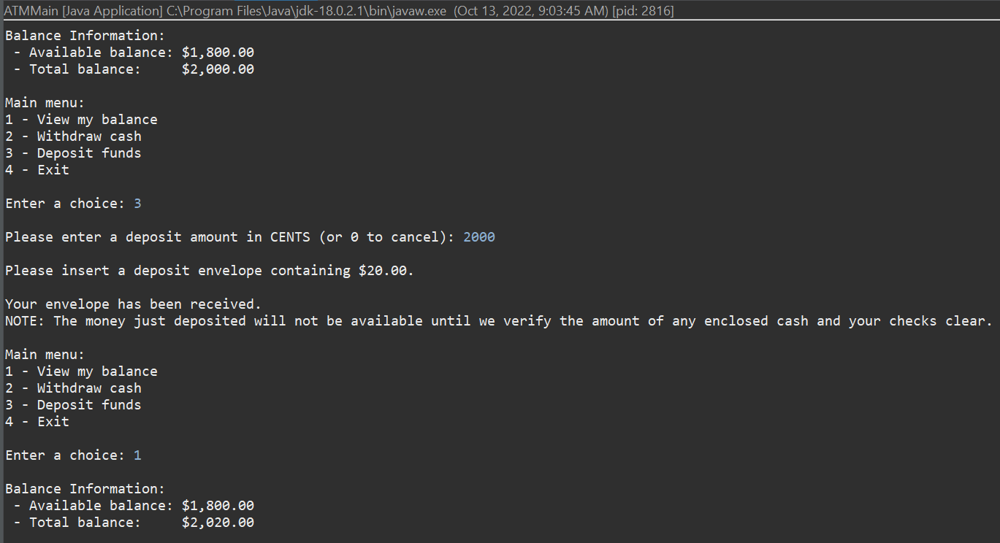 ATMMain [Java Application] C:\Program Files\Java\jdk-18.0.2.1\bin\javaw.exe  (Oct 13, 2022, 9:03:45 AM) [pid: 2816]
Balance Information:
 - Available balance: $1,800.00
 - Total balance:     $2,000.00

Main menu:
1 - View my balance
2 - Withdraw cash
3 - Deposit funds
4 - Exit

Enter a choice: 3

Please enter a deposit amount in CENTS (or 0 to cancel): 2000

Please insert a deposit envelope containing $20.00.

Your envelope has been received.
NOTE: The money just deposited will not be available until we verify the amount of any enclosed cash and your checks clear.

Main menu:
1 - View my balance
2 - Withdraw cash
3 - Deposit funds
4 - Exit

Enter a choice: 1

Balance Information:
 - Available balance: $1,800.00
 - Total balance:     $2,020.00